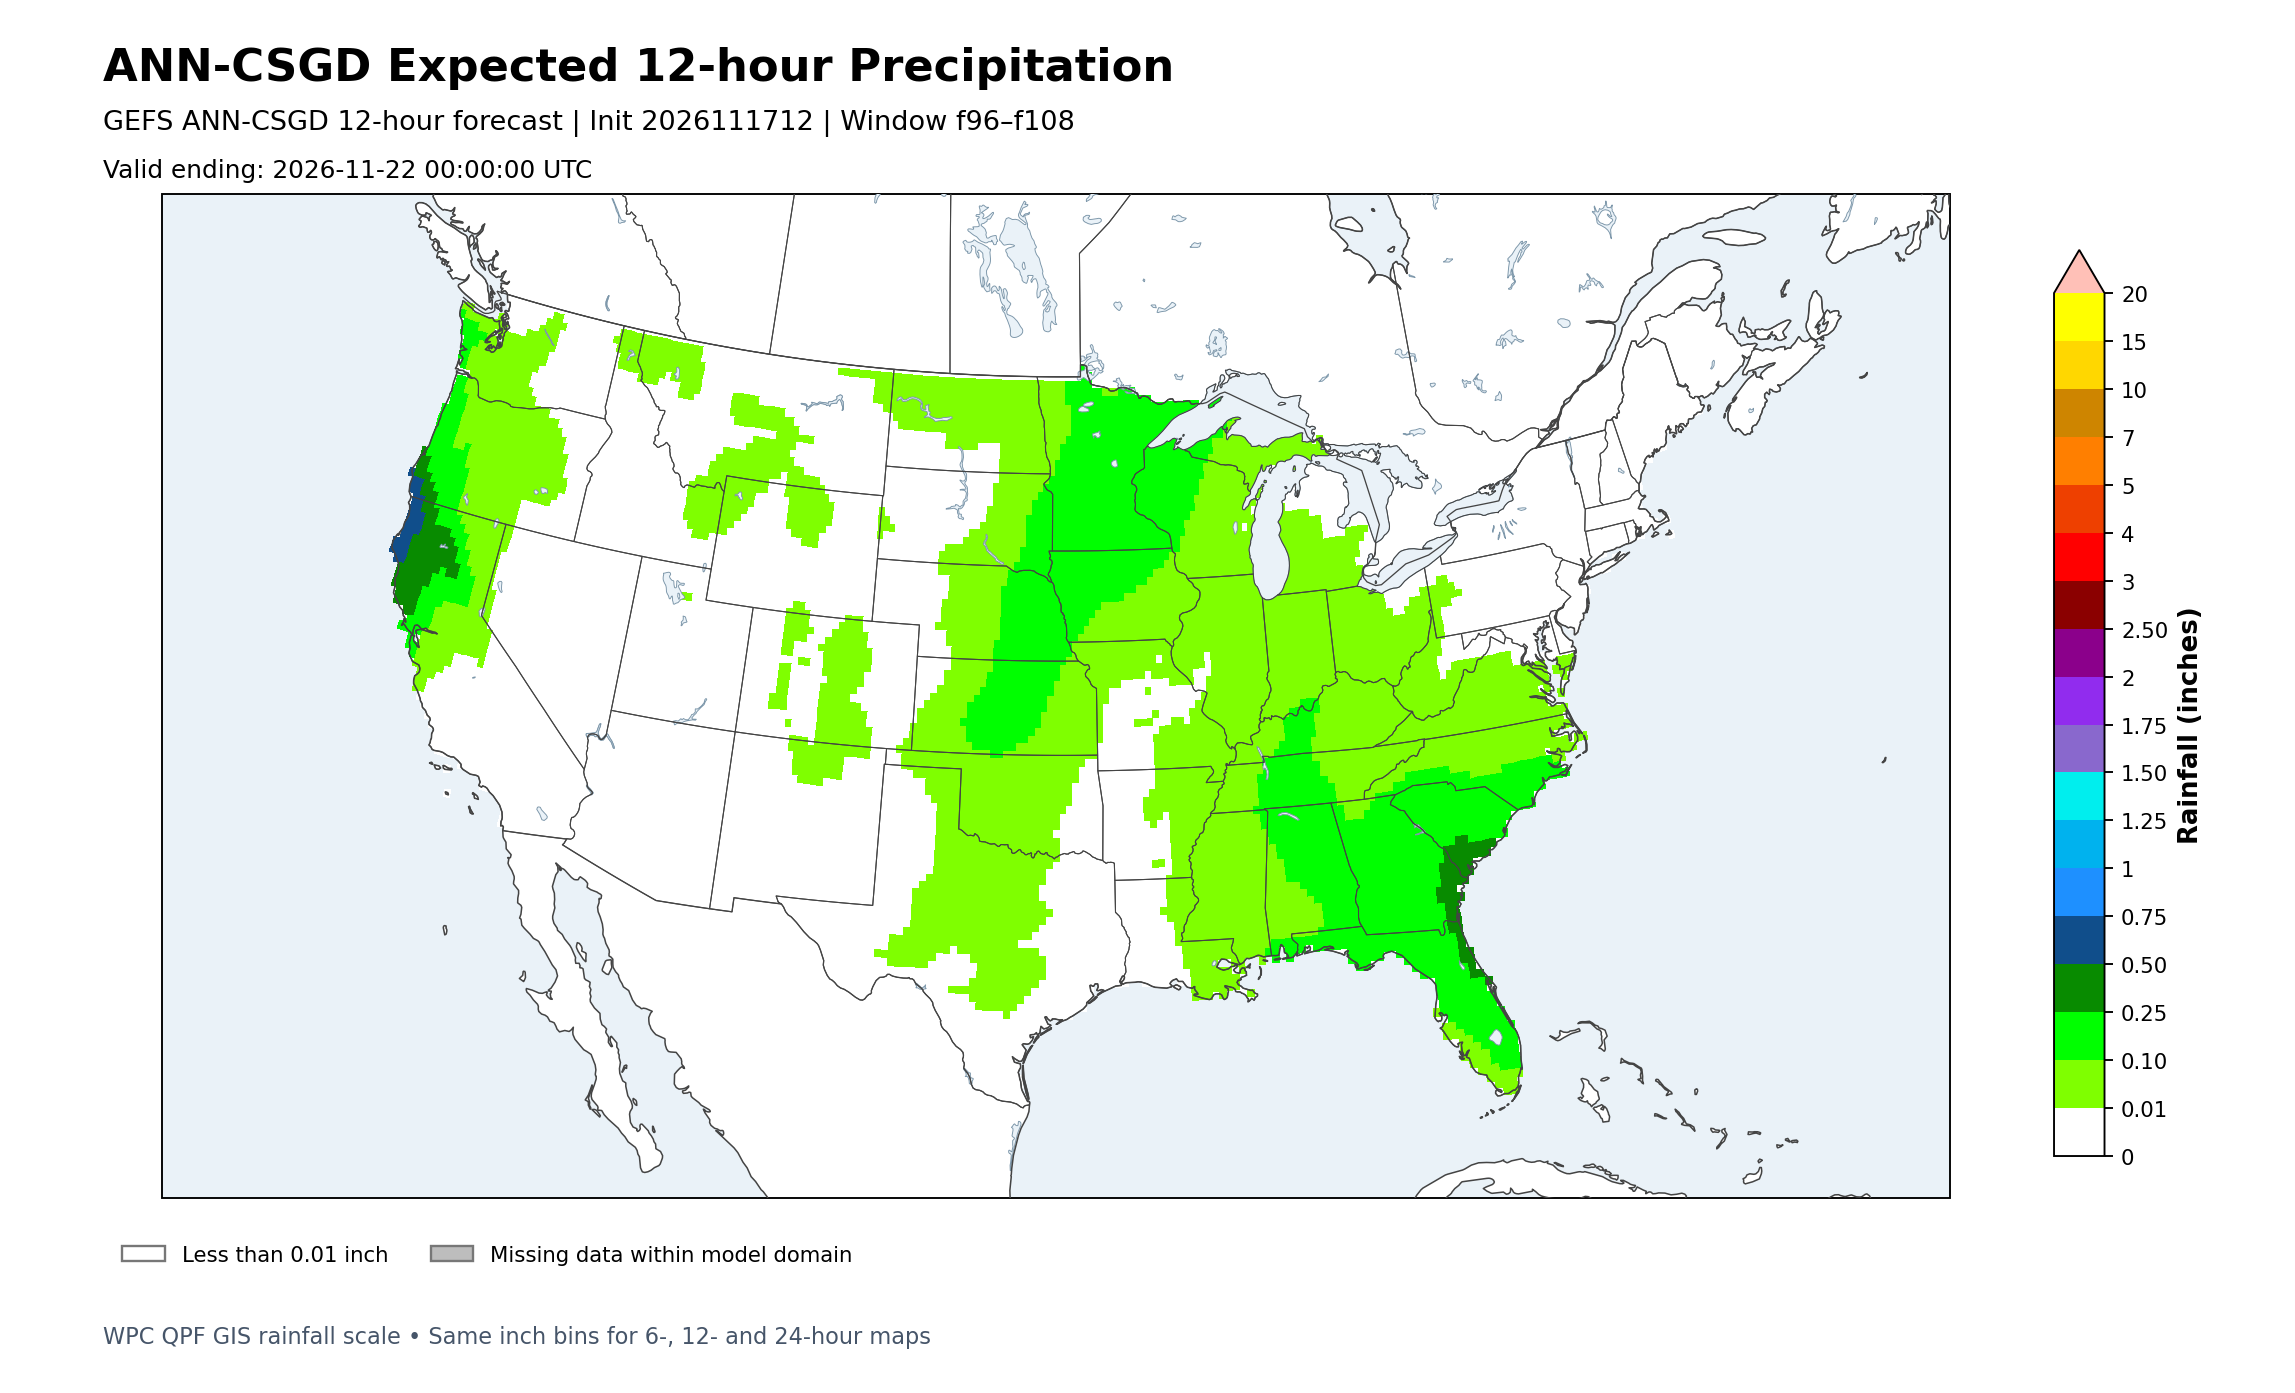 ANN-CSGD Expected 12-hour Precipitation
GEFS ANN-CSGD 12-hour forecast | Init 2026111712 | Window f96–f108
Valid ending: 2026-11-22 00:00:00 UTC
20
15
10
7
5
4
3
2.50
2
1.75
1.50
1.25
1
0.75
0.50
0.25
0.10
0.01
0
Rainfall (inches)
Less than 0.01 inch
Missing data within model domain
WPC QPF GIS rainfall scale • Same inch bins for 6-, 12- and 24-hour maps